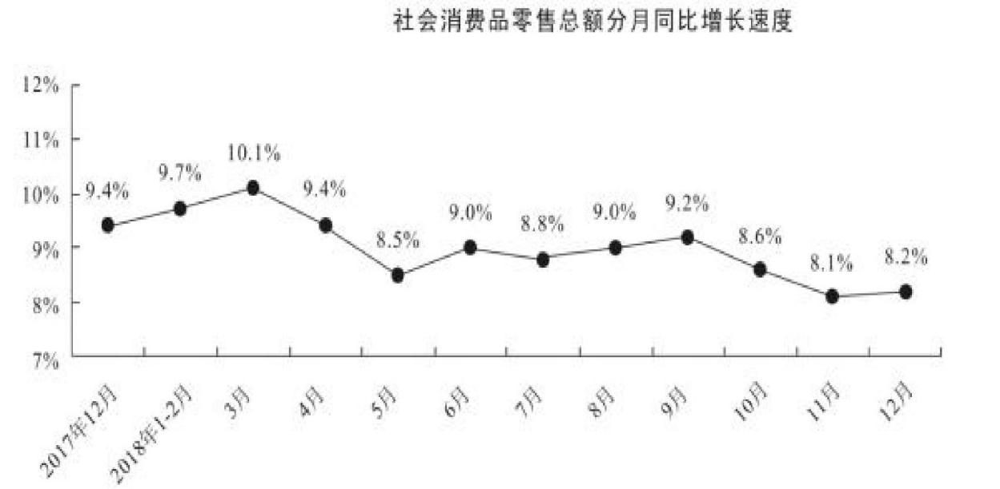 社会消费品零售总额分月同比增长速度
12%
11%
10%
9%
8%
7%
9.4%
9.7%
10.1%
9.4%
8.5%
9.0%
8.8%
9.0%
9.2%
8.6%
8.1%
8.2%
2017年12月
2018年1-2月
3月
4月
5月
6月
7月
8月
9月
10月
11月
12月